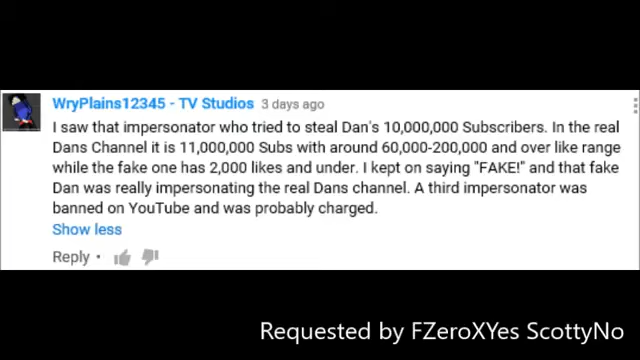 WryPlains12345 - TV Studios 3 days ago
I saw that impersonator who tried to steal Dan's 10,000,000 Subscribers. In the real
Dans Channel it is 11,000,000 Subs with around 60,000-200,000 and over like range
while the fake one has 2,000 likes and under. I kept on saying "FAKE!" and that fake
Dan was really impersonating the real Dans channel. A third impersonator was
banned on YouTube and was probably charged.
Show less
Reply •
Requested by FZeroXYes ScottyNo